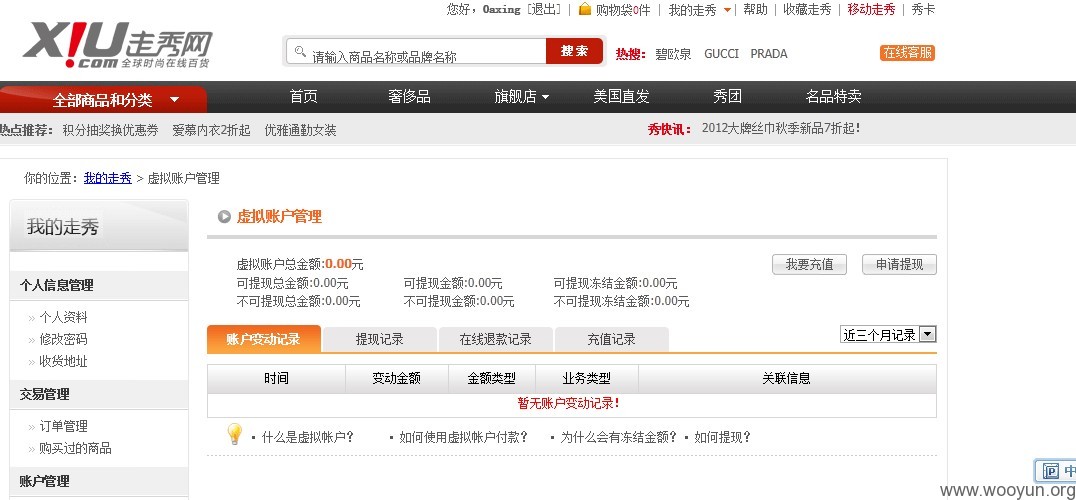 您好，0axing [退出] | 购物袋0件 | 我的走秀 | 帮助 | 收藏走秀 | 移动走秀 | 秀卡
XIU.com 走秀网
全球时尚在线百货
请输入商品名称或品牌名称 搜 索 热搜： 碧欧泉 GUCCI PRADA 在线客服
全部商品和分类 首页 奢侈品 旗舰店 美国直发 秀团 名品特卖
热点推荐： 积分抽奖换优惠券 爱慕内衣2折起 优雅通勤女装 秀快讯： 2012大牌丝巾秋季新品7折起！
你的位置： 我的走秀 > 虚拟账户管理
我的走秀
个人信息管理
» 个人资料
» 修改密码
» 收货地址
交易管理
» 订单管理
» 购买过的商品
账户管理
虚拟账户管理
虚拟账户总金额:0.00元 我要充值 申请提现
可提现总金额:0.00元 可提现金额:0.00元 可提现冻结金额:0.00元
不可提现总金额:0.00元 不可提现金额:0.00元 不可提现冻结金额:0.00元
账户变动记录 提现记录 在线退款记录 充值记录 近三个月记录
时间 变动金额 金额类型 业务类型 关联信息
暂无账户变动记录！
▪ 什么是虚拟帐户？ ▪ 如何使用虚拟帐户付款？ ▪ 为什么会有冻结金额？ ▪ 如何提现？
中
www.wooyun.org